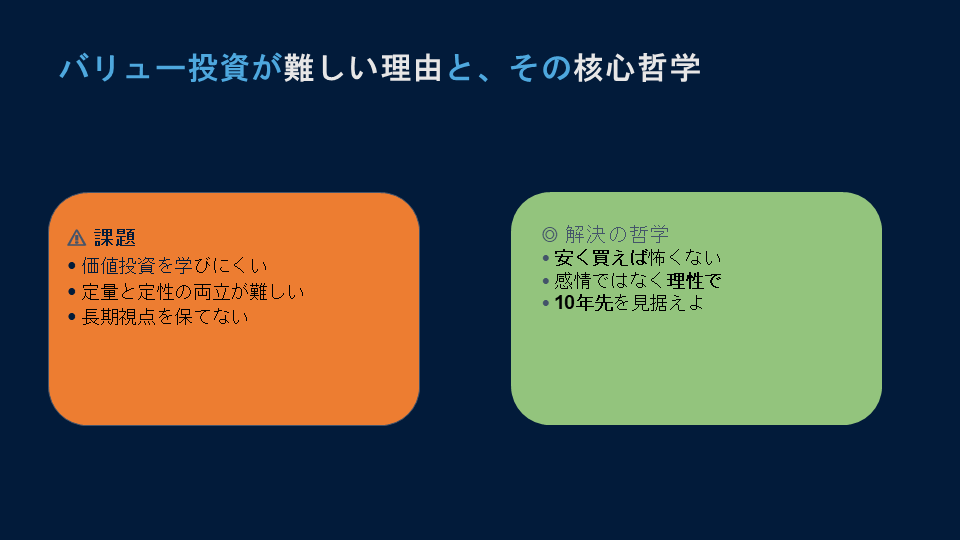 バリュー投資が難しい理由と、その核心哲学
⚠ 課題
• 価値投資を学びにくい
• 定量と定性の両立が難しい
• 長期視点を保てない
◎ 解決の哲学
• 安く買えば怖くない
• 感情ではなく理性で
• 10年先を見据えよ